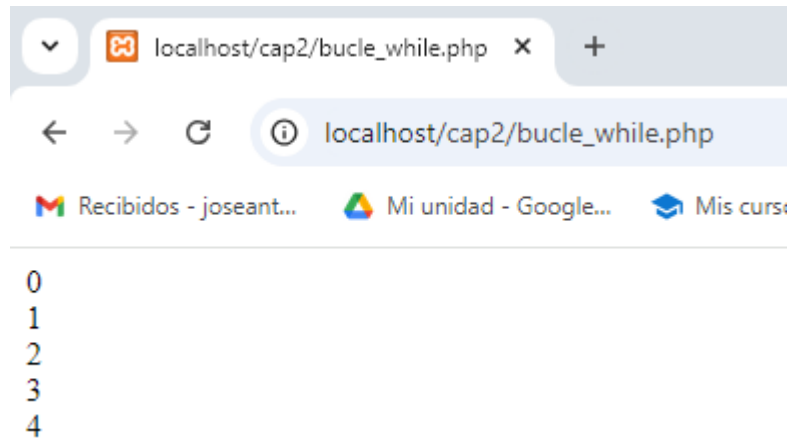 localhost/cap2/bucle_while.php
localhost/cap2/bucle_while.php
Recibidos - joseant... Mi unidad - Google... Mis curs
0
1
2
3
4